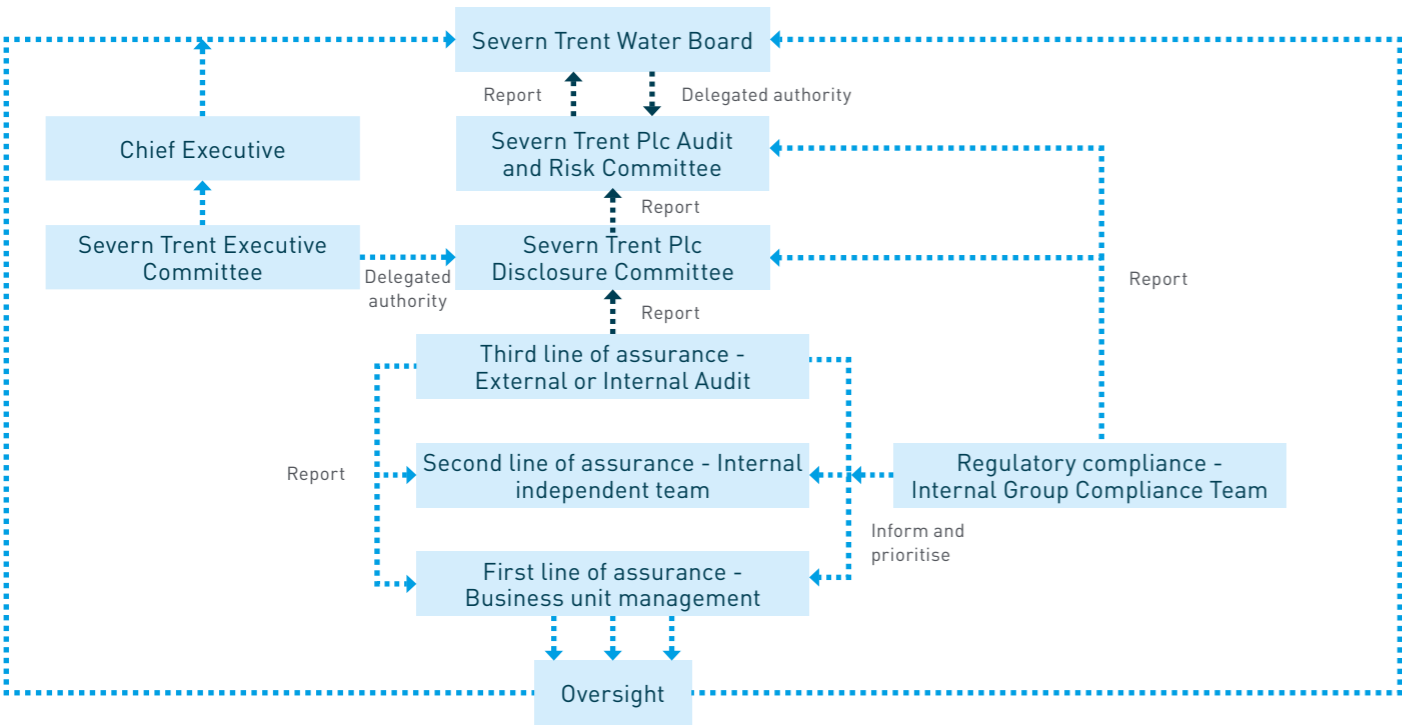 Severn Trent Water Board
Report
Delegated authority
Chief Executive
Severn Trent Plc Audit
and Risk Committee
Report
Severn Trent Executive
Committee
Delegated
authority
Severn Trent Plc
Disclosure Committee
Report
Report
Third line of assurance -
External or Internal Audit
Report
Second line of assurance - Internal
independent team
Regulatory compliance -
Internal Group Compliance Team
Inform and
prioritise
First line of assurance -
Business unit management
Oversight